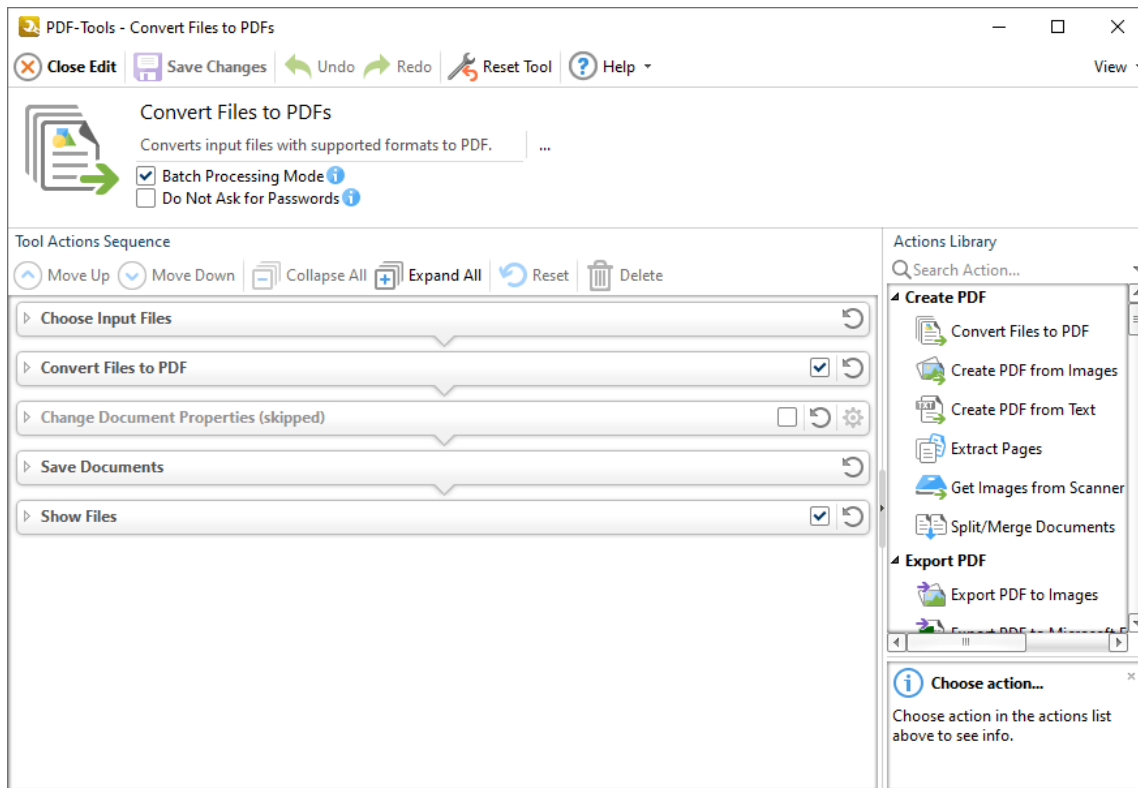 PDF-Tools - Convert Files to PDFs
Close Edit Save Changes Undo Redo Reset Tool ? Help View
Convert Files to PDFs
Converts input files with supported formats to PDF. ...
Batch Processing Mode i
Do Not Ask for Passwords i
Tool Actions Sequence
Move Up Move Down Collapse All Expand All Reset Delete
Choose Input Files
Convert Files to PDF
Change Document Properties (skipped)
Save Documents
Show Files
Actions Library
Search Action...
Create PDF
Convert Files to PDF
Create PDF from Images
TXT Create PDF from Text
Extract Pages
Get Images from Scanner
Split/Merge Documents
Export PDF
Export PDF to Images
Export PDF to Microsoft
i Choose action...
Choose action in the actions list
above to see info.